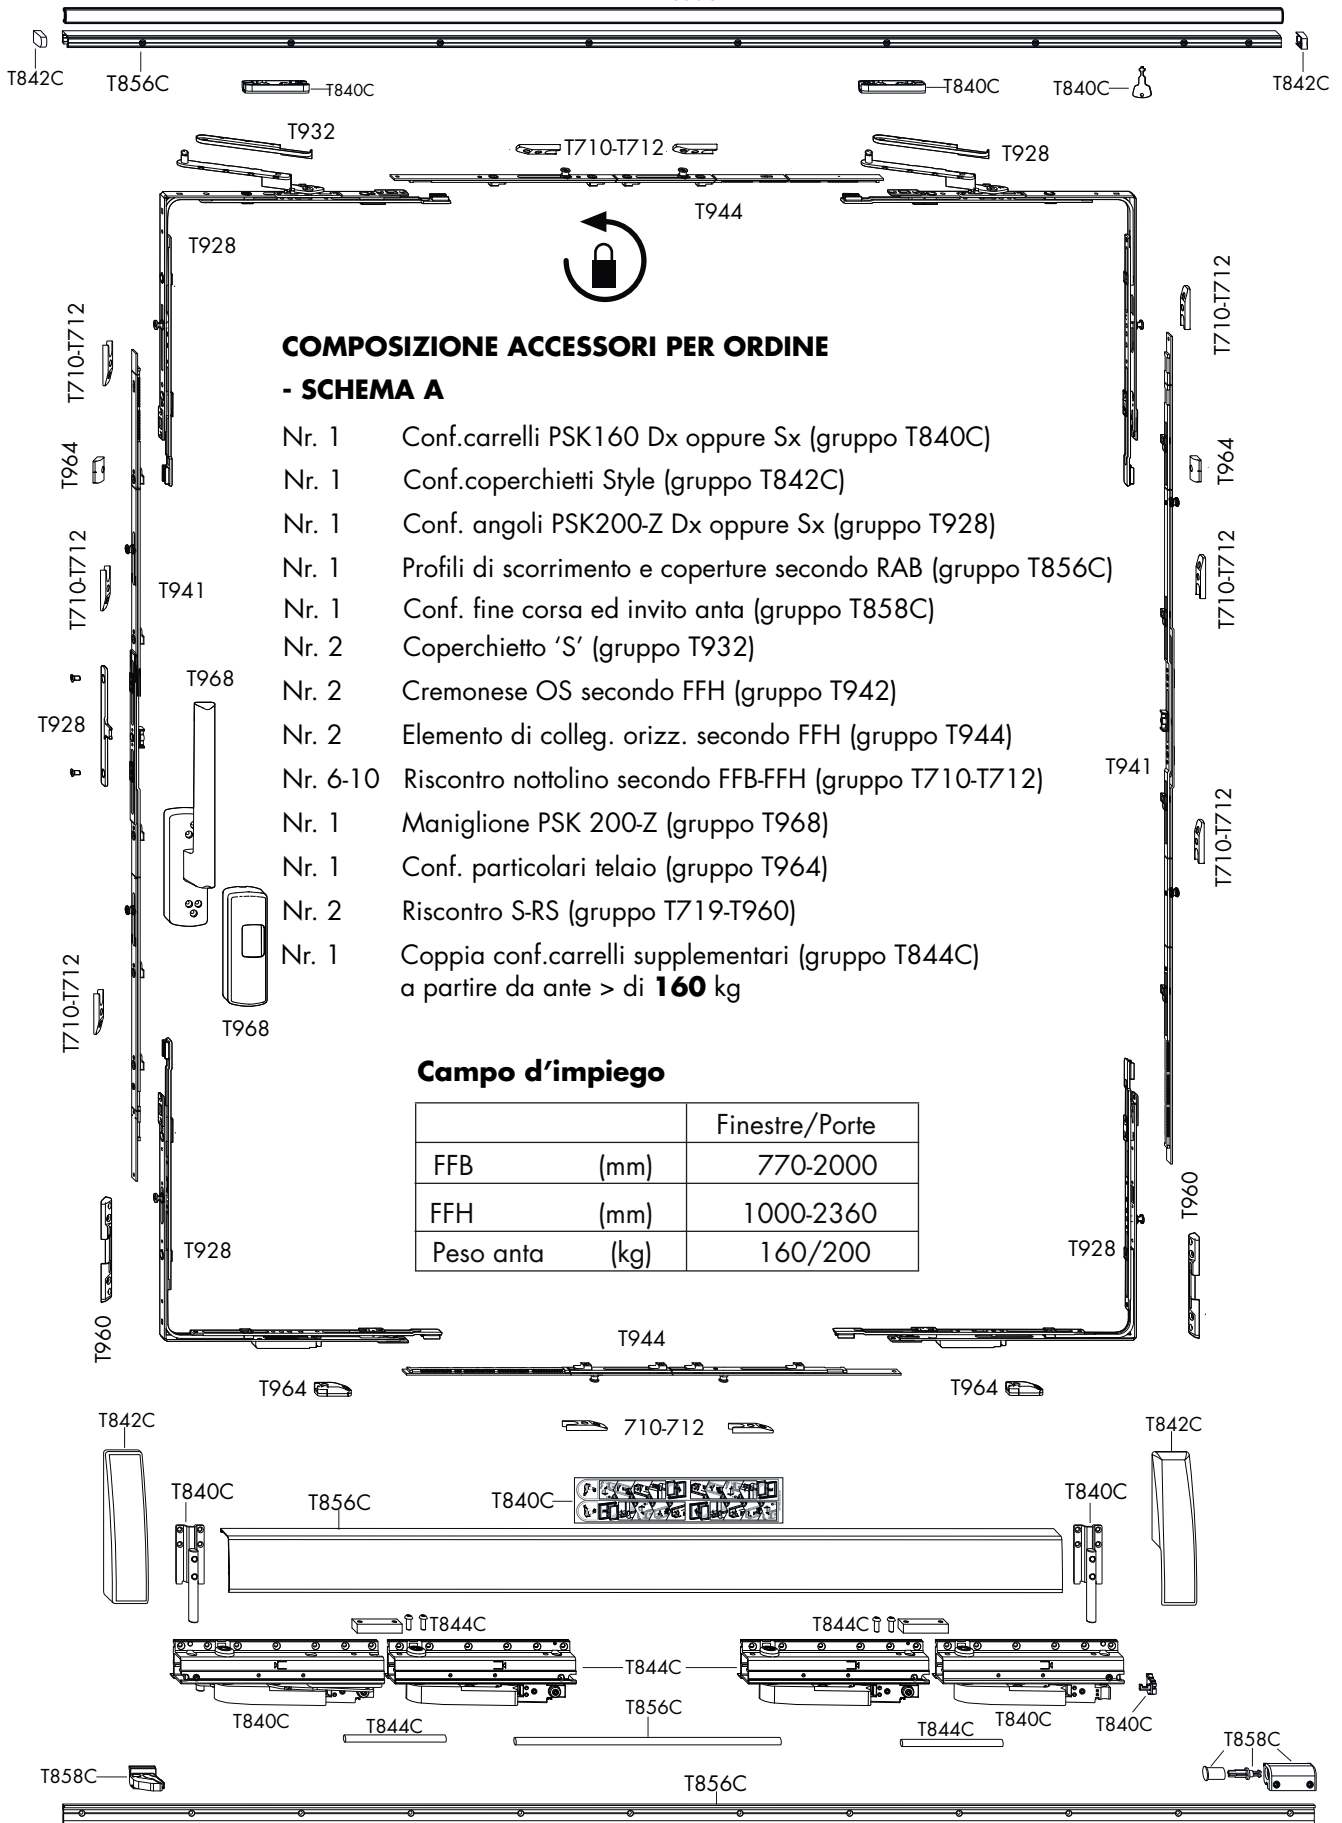 T842C
T856C
T840C
T840C
T840C
T842C
T932
T710-T712
T928
T944
T928
T710-T712
T710-T712
COMPOSIZIONE ACCESSORI PER ORDINE
- SCHEMA A
Nr. 1 Conf.carrelli PSK160 Dx oppure Sx (gruppo T840C)
Nr. 1 Conf.coperchietti Style (gruppo T842C)
Nr. 1 Conf. angoli PSK200-Z Dx oppure Sx (gruppo T928)
Nr. 1 Profili di scorrimento e coperture secondo RAB (gruppo T856C)
Nr. 1 Conf. fine corsa ed invito anta (gruppo T858C)
Nr. 2 Coperchietto ‘S’ (gruppo T932)
Nr. 2 Cremonese OS secondo FFH (gruppo T942)
Nr. 2 Elemento di colleg. orizz. secondo FFH (gruppo T944)
Nr. 6-10 Riscontro nottolino secondo FFB-FFH (gruppo T710-T712)
Nr. 1 Maniglione PSK 200-Z (gruppo T968)
Nr. 1 Conf. particolari telaio (gruppo T964)
Nr. 2 Riscontro S-RS (gruppo T719-T960)
Nr. 1 Coppia conf.carrelli supplementari (gruppo T844C)
a partire da ante > di 160 kg
T964
T964
T710-T712
T710-T712
T941
T968
T928
T941
T710-T712
T710-T712
T968
Campo d’impiego
Finestre/Porte
FFB (mm) 770-2000
FFH (mm) 1000-2360
Peso anta (kg) 160/200
T960
T928
T928
T960
T944
T964
T964
710-712
T842C
T842C
T840C
T856C
T840C
T840C
T844C
T844C
T844C
T840C
T844C
T856C
T844C
T840C
T840C
T858C
T858C
T856C